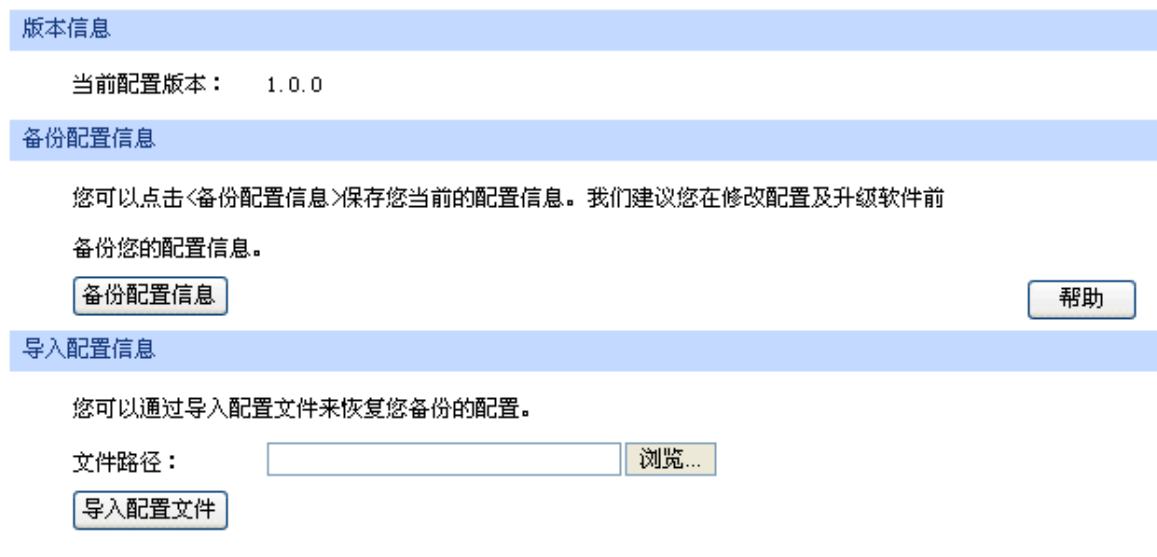 版本信息
当前配置版本： 1.0.0
备份配置信息
您可以点击<备份配置信息>保存您当前的配置信息。我们建议您在修改配置及升级软件前
备份您的配置信息。
备份配置信息 帮助
导入配置信息
您可以通过导入配置文件来恢复您备份的配置。
文件路径： 浏览...
导入配置文件